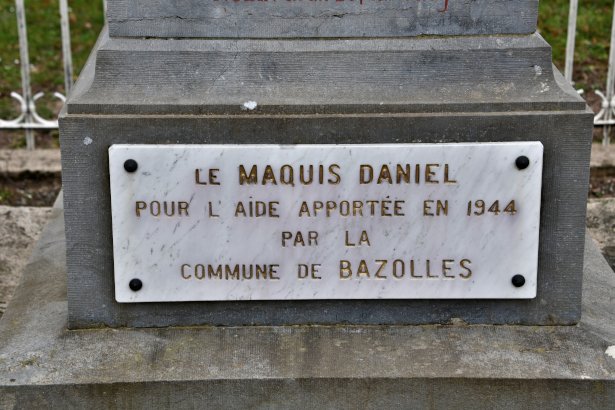 LE MAQUIS DANIEL
POUR L'AIDE APPORTÉE EN 1944
PAR LA
COMMUNE DE BAZOLLES